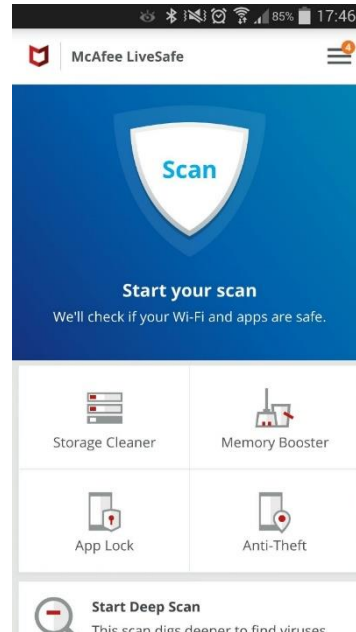 85% 17:46
McAfee LiveSafe
4
Scan
Start your scan
We'll check if your Wi-Fi and apps are safe.
Storage Cleaner
Memory Booster
App Lock
Anti-Theft
Start Deep Scan
This scan digs deeper to find viruses